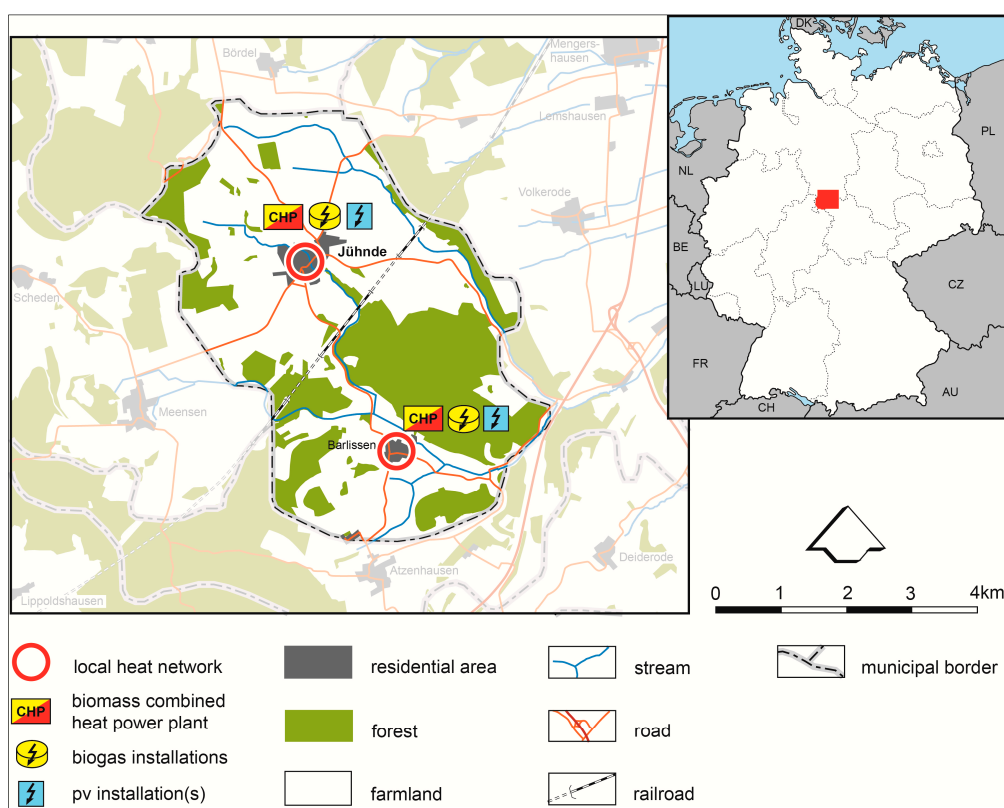 Bördel
Mengers-
hausen
Lemshausen
Volkerode
CHP
Jühnde
Scheden
Meensen
CHP
Barlissen
Atzenhausen
Deiderode
Lippoldshausen
DK
PL
NL
BE
LU
CZ
FR
AU
CH
0 1 2 3 4km
local heat network
CHP
biomass combined
heat power plant
biogas installations
pv installation(s)
residential area
forest
farmland
stream
road
railroad
municipal border